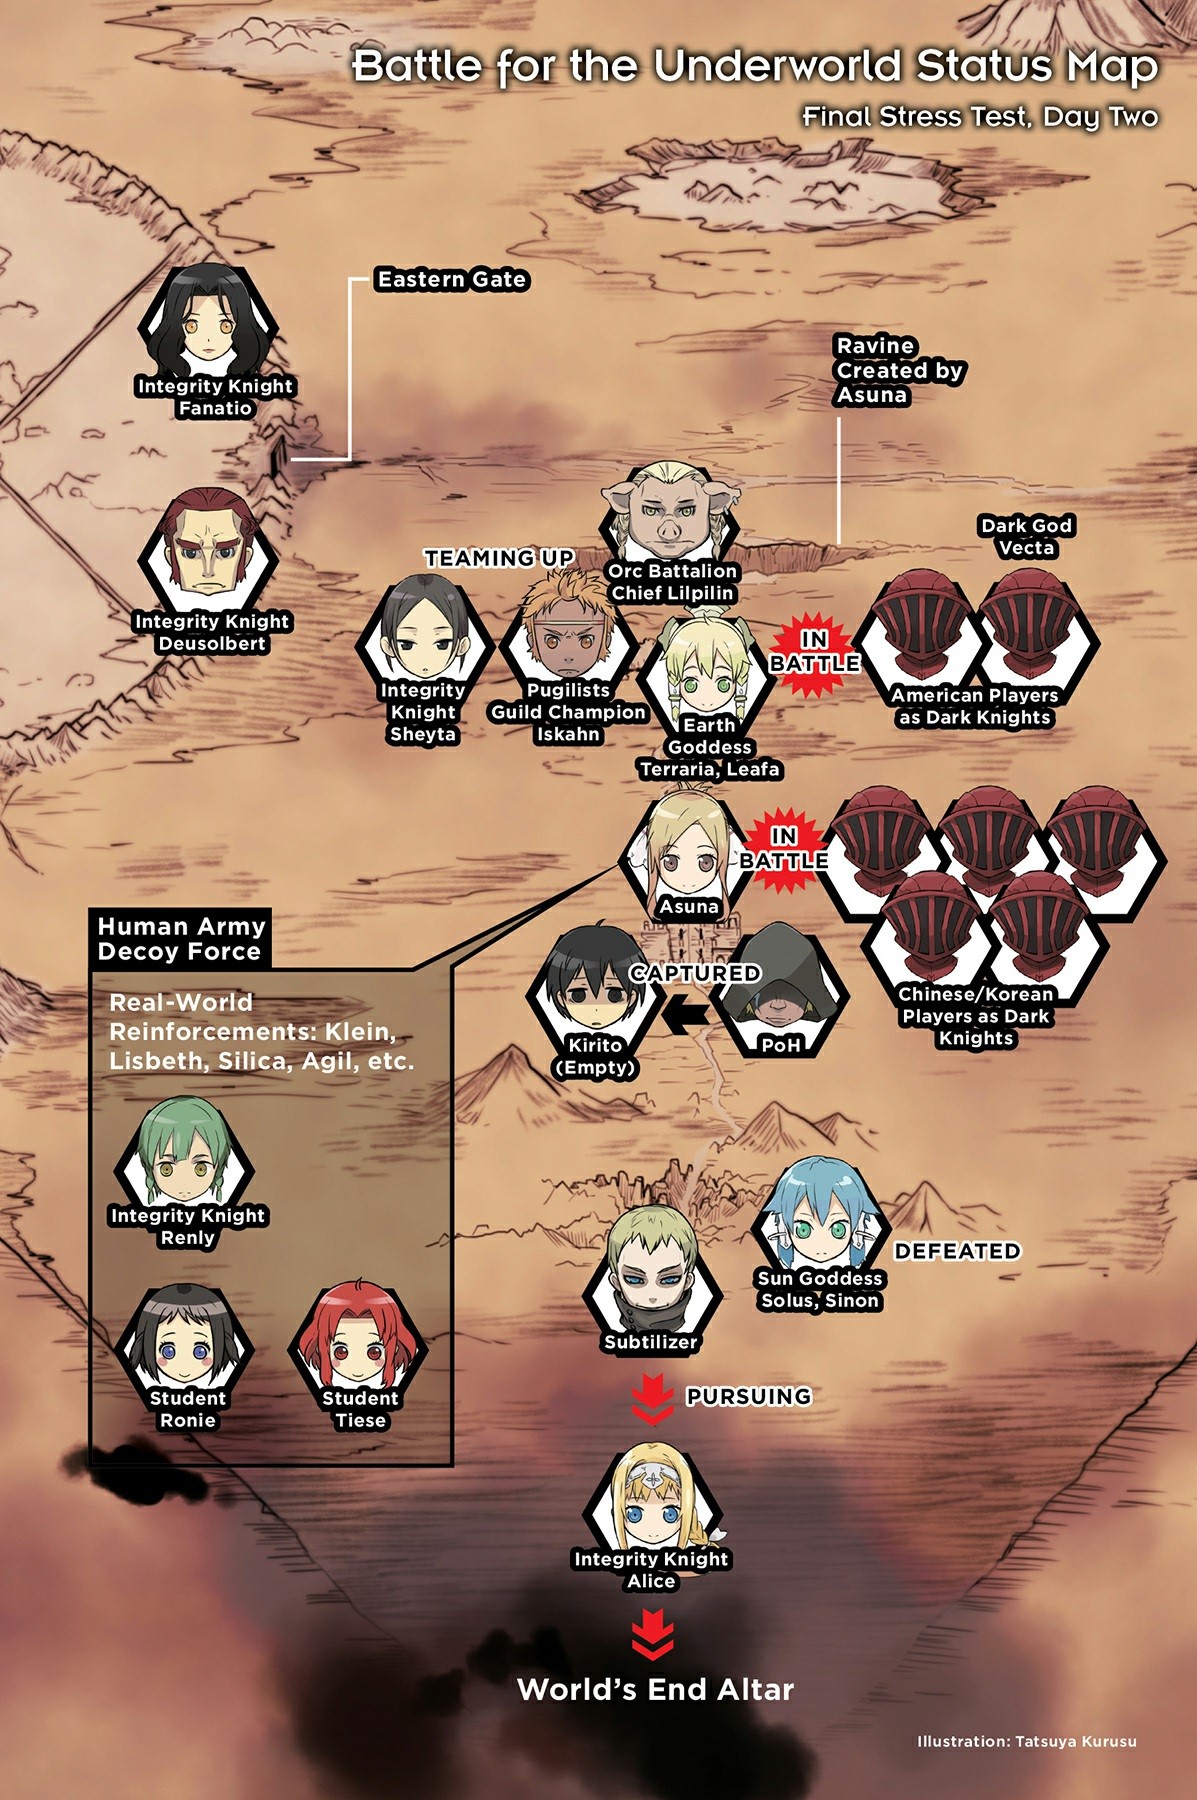 Battle for the Underworld Status Map
Final Stress Test, Day Two
Eastern Gate
Integrity Knight
Fanatio
Ravine
Created by
Asuna
Integrity Knight
Deusolbert
TEAMING UP
Orc Battalion
Chief Lilpilin
Dark God
Vecta
Integrity
Knight
Sheyta
Pugilists
Guild Champion
Iskahn
Earth
Goddess
Terraria, Leafa
IN
BATTLE
American Players
as Dark Knights
Asuna
IN
BATTLE
Chinese/Korean
Players as Dark
Knights
Human Army
Decoy Force
Real-World
Reinforcements: Klein,
Lisbeth, Silica, Agil, etc.
Integrity Knight
Renly
Student
Ronie
Student
Tiese
CAPTURED
Kirito
(Empty)
PoH
Sun Goddess
Solus, Sinon
DEFEATED
Subtilizer
PURSUING
Integrity Knight
Alice
World's End Altar
Illustration: Tatsuya Kurusu